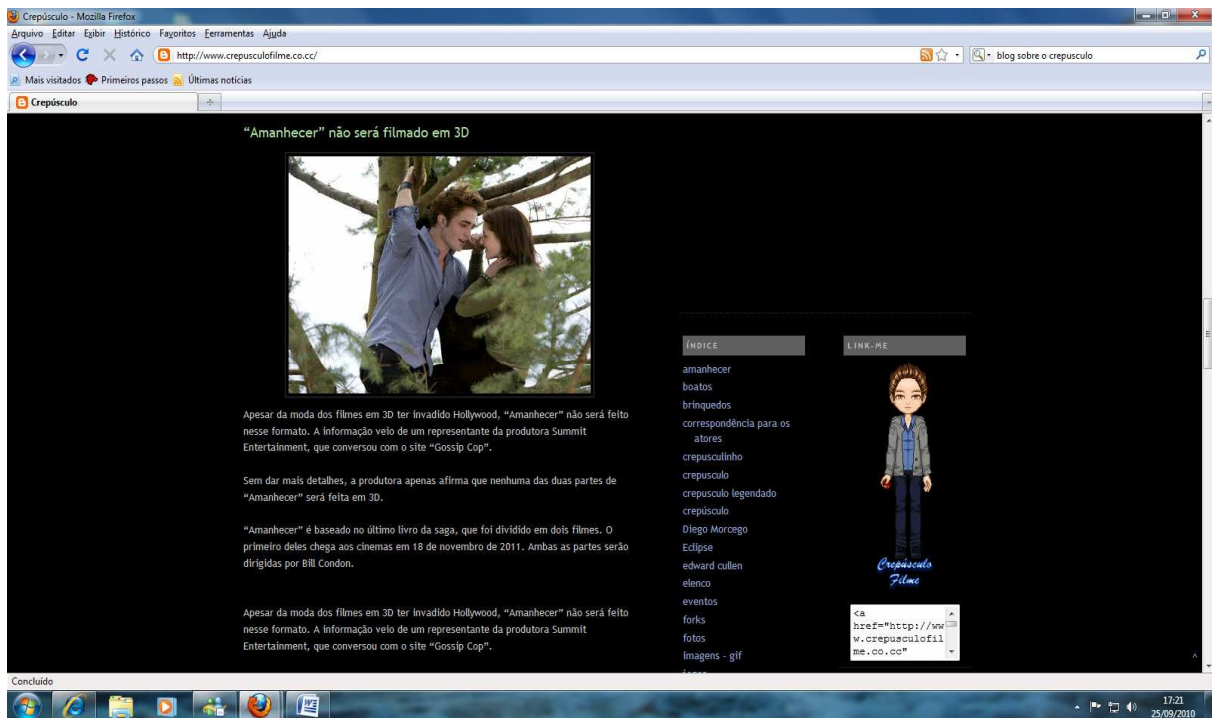 Crepúsculo - Mozilla Firefox
Arquivo Editar Exibir Histórico Favoritos Ferramentas Ajuda
http://www.crepusculofilme.co.cc/
blog sobre o crepusculo
Mais visitados Primeiros passos Últimas notícias
Crepúsculo
“Amanhecer” não será filmado em 3D
Apesar da moda dos filmes em 3D ter invadido Hollywood, “Amanhecer” não será feito
nesse formato. A informação veio de um representante da produtora Summit
Entertainment, que conversou com o site “Gossip Cop”.
Sem dar mais detalhes, a produtora apenas afirma que nenhuma das duas partes de
“Amanhecer” será feita em 3D.
“Amanhecer” é baseado no último livro da saga, que foi dividido em dois filmes. O
primeiro deles chega aos cinemas em 18 de novembro de 2011. Ambas as partes serão
dirigidas por Bill Condon.
Apesar da moda dos filmes em 3D ter invadido Hollywood, “Amanhecer” não será feito
nesse formato. A informação veio de um representante da produtora Summit
Entertainment, que conversou com o site “Gossip Cop”.
ÍNDICE
amanhecer
boatos
brinquedos
correspondência para os
atores
crepusculinho
crepusculo
crepusculo legendado
crepúsculo
Diego Morcego
Eclipse
edward cullen
elenco
eventos
forks
fotos
imagens - gif
LINK-ME
Crepúsculo
Filme
<a
href="http://ww
w.crepusculofil
me.co.cc"
Concluído
17:21
25/09/2010